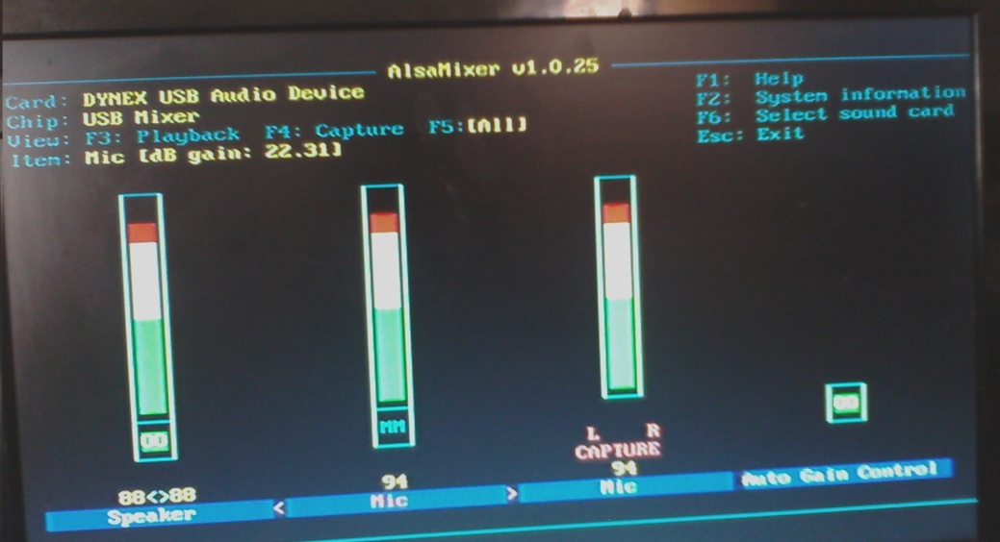 AlsaMixer v1.0.25
Card: DYNEX USB Audio Device
F1: Help
Chip: USB Mixer
F2: System information
View: F3: Playback F4: Capture F5:[All]
F6: Select sound card
Item: Mic [dB gain: 22.31]
Esc: Exit
OO
MM
OO
L R
CAPTURE
88<>88
94
94
Speaker
< Mic >
Mic
Auto Gain Control